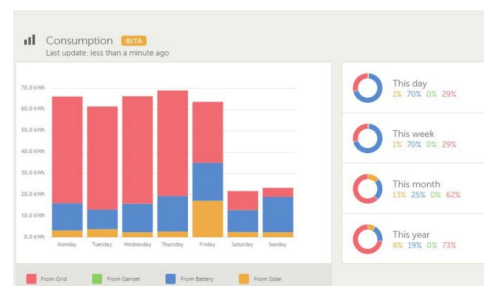 Consumption BETA
Last update: less than a minute ago
70.0 kWh
60.0 kWh
50.0 kWh
40.0 kWh
30.0 kWh
20.0 kWh
10.0 kWh
0.0 kWh
Monday Tuesday Wednesday Thursday Friday Saturday Sunday
From Grid From Genset From Battery From Solar
This day
1% 70% 0% 29%
This week
1% 70% 0% 29%
This month
13% 25% 0% 62%
This year
8% 19% 0% 73%